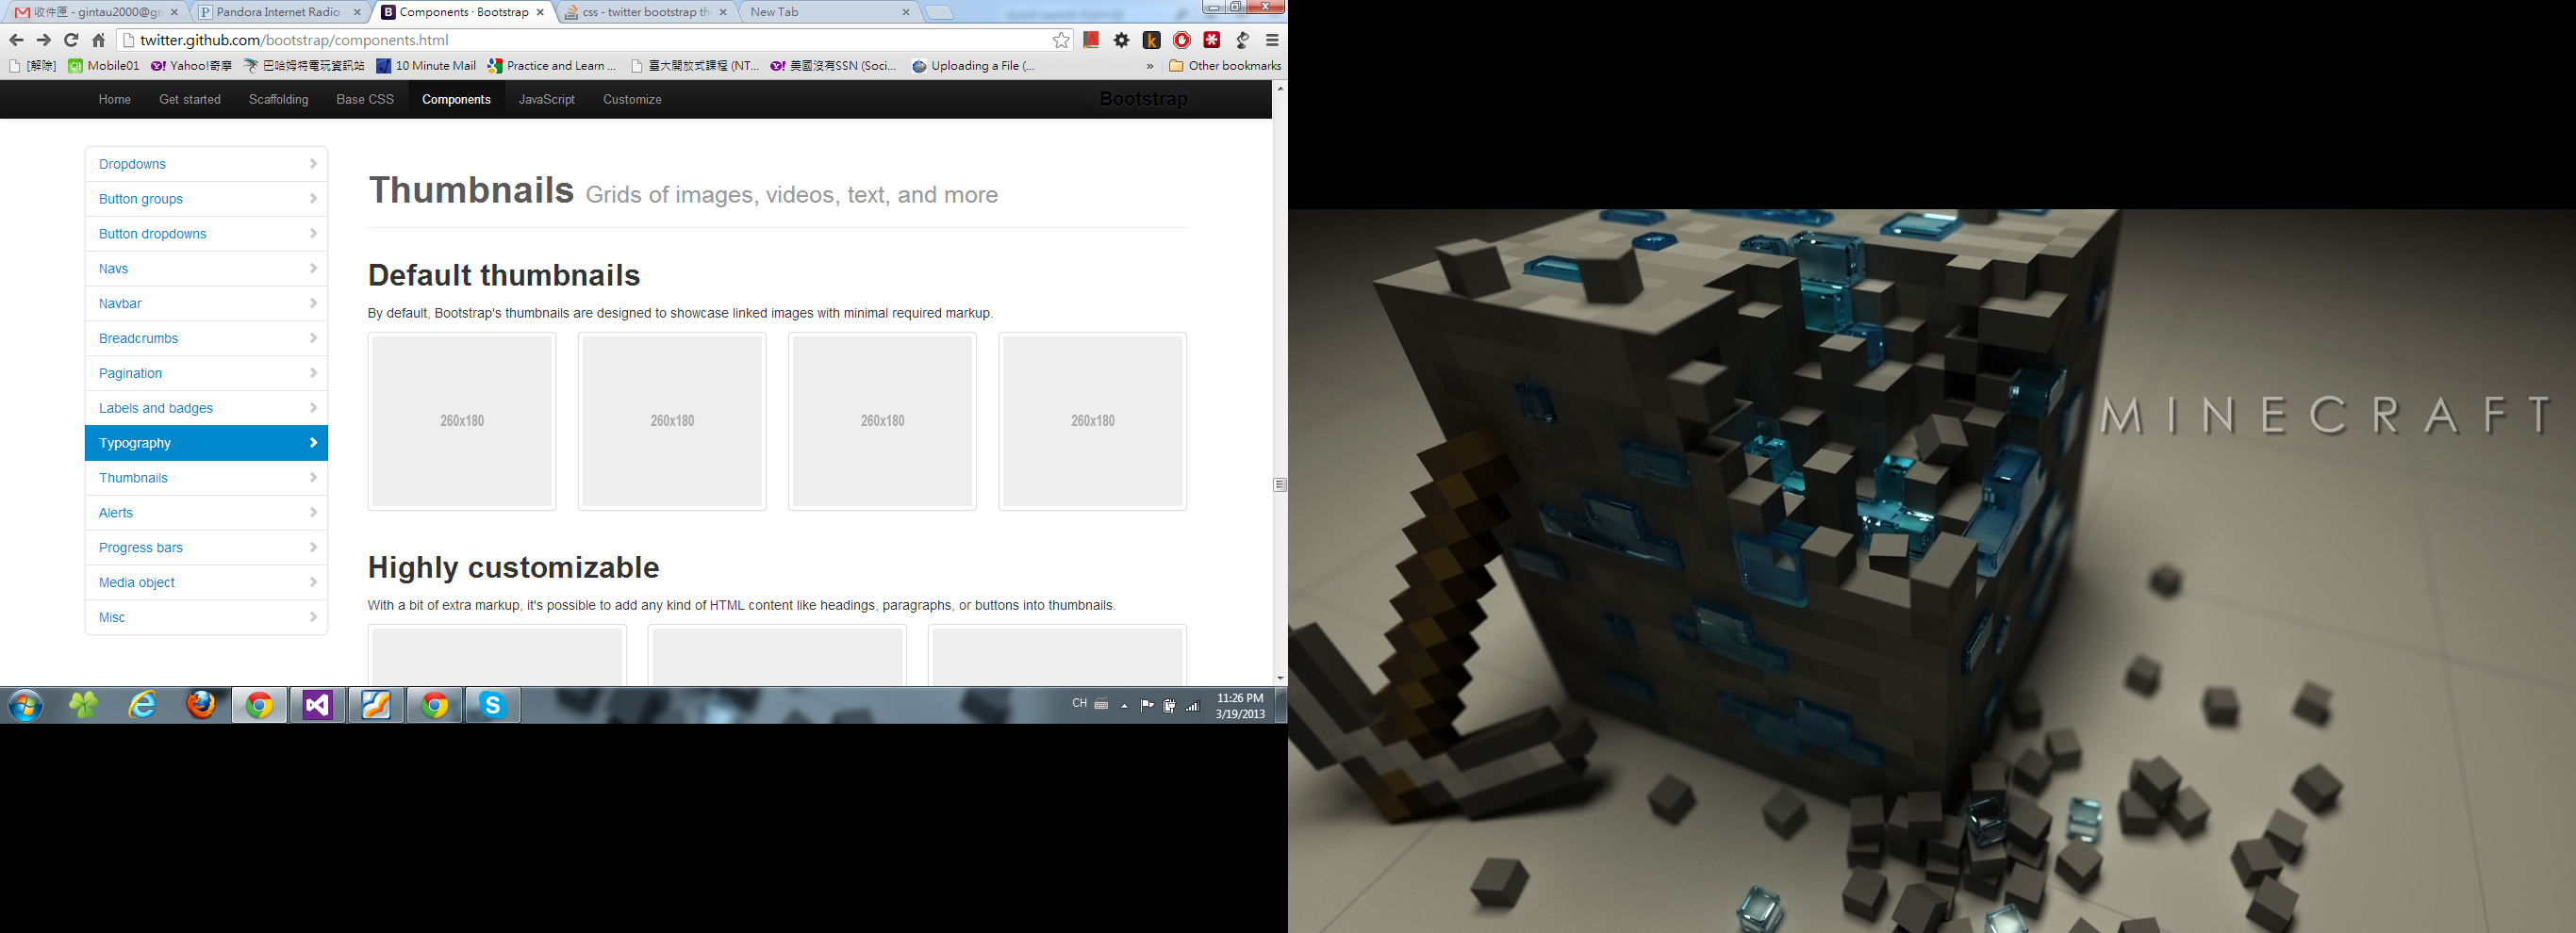 收件匣 - gintau2000@gn
Pandora Internet Radio
Components · Bootstrap
css - twitter bootstrap th
New Tab
twitter.github.com/bootstrap/components.html
[解除]
Mobile01
Yahoo!奇摩
巴哈姆特電玩資訊站
10 Minute Mail
Practice and Learn ...
臺大開放式課程 (NT...
美國沒有SSN (Soci...
Uploading a File (...
»
Other bookmarks
Home
Get started
Scaffolding
Base CSS
Components
JavaScript
Customize
Bootstrap
Dropdowns
Button groups
Button dropdowns
Navs
Navbar
Breadcrumbs
Pagination
Labels and badges
Typography
Thumbnails
Alerts
Progress bars
Media object
Misc
Thumbnails Grids of images, videos, text, and more
Default thumbnails
By default, Bootstrap's thumbnails are designed to showcase linked images with minimal required markup.
260x180
260x180
260x180
260x180
Highly customizable
With a bit of extra markup, it's possible to add any kind of HTML content like headings, paragraphs, or buttons into thumbnails.
CH
11:26 PM
3/19/2013
MINECRAFT